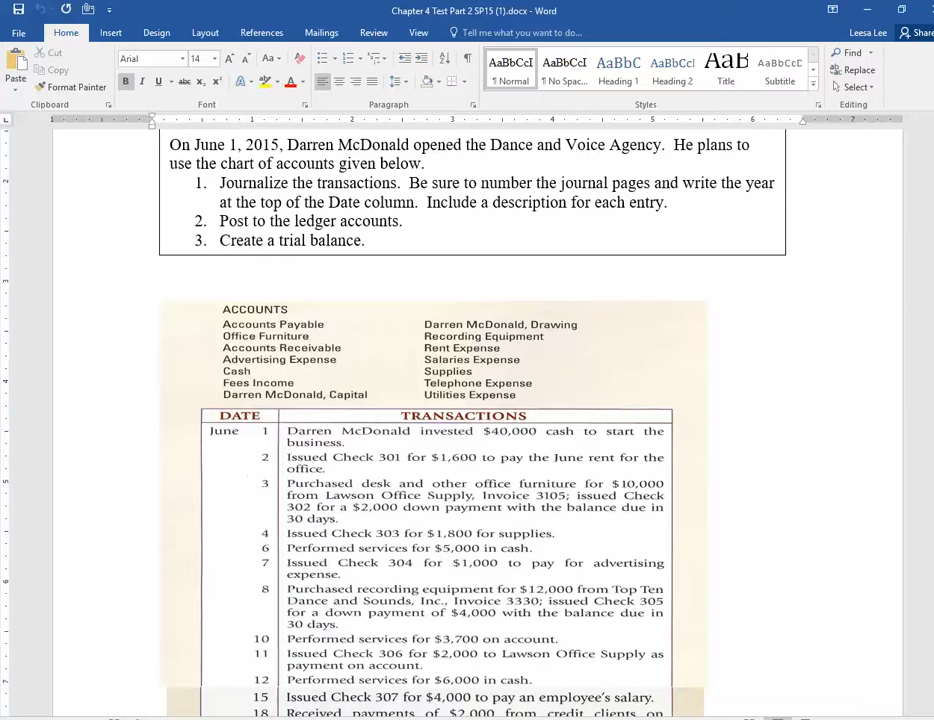 Chapter 4 Test Part 2 SP15 (1).docx - Word
File Home Insert Design Layout References Mailings Review View Tell me what you want to do... Leesa Lee Share
Cut
Copy
Format Painter
Paste
Clipboard
Arial 14
Font
Paragraph
AaBbCcI AaBbCcI AaBbC AaBbCcI AaB AaBbCcD
¶ Normal ¶ No Spac... Heading 1 Heading 2 Title Subtitle
Styles
Find
Replace
Select
Editing
On June 1, 2015, Darren McDonald opened the Dance and Voice Agency. He plans to
use the chart of accounts given below.
1. Journalize the transactions. Be sure to number the journal pages and write the year
at the top of the Date column. Include a description for each entry.
2. Post to the ledger accounts.
3. Create a trial balance.
ACCOUNTS
Accounts Payable Darren McDonald, Drawing
Office Furniture Recording Equipment
Accounts Receivable Rent Expense
Advertising Expense Salaries Expense
Cash Supplies
Fees Income Telephone Expense
Darren McDonald, Capital Utilities Expense
DATE TRANSACTIONS
June 1 Darren McDonald invested $40,000 cash to start the
business.
2 Issued Check 301 for $1,600 to pay the June rent for the
office.
3 Purchased desk and other office furniture for $10,000
from Lawson Office Supply, Invoice 3105; issued Check
302 for a $2,000 down payment with the balance due in
30 days.
4 Issued Check 303 for $1,800 for supplies.
6 Performed services for $5,000 in cash.
7 Issued Check 304 for $1,000 to pay for advertising
expense.
8 Purchased recording equipment for $12,000 from Top Ten
Dance and Sounds, Inc., Invoice 3330; issued Check 305
for a down payment of $4,000 with the balance due in
30 days.
10 Performed services for $3,700 on account.
11 Issued Check 306 for $2,000 to Lawson Office Supply as
payment on account.
12 Performed services for $6,000 in cash.
15 Issued Check 307 for $4,000 to pay an employee's salary.
18 Received payments of $2,000 from credit clients on